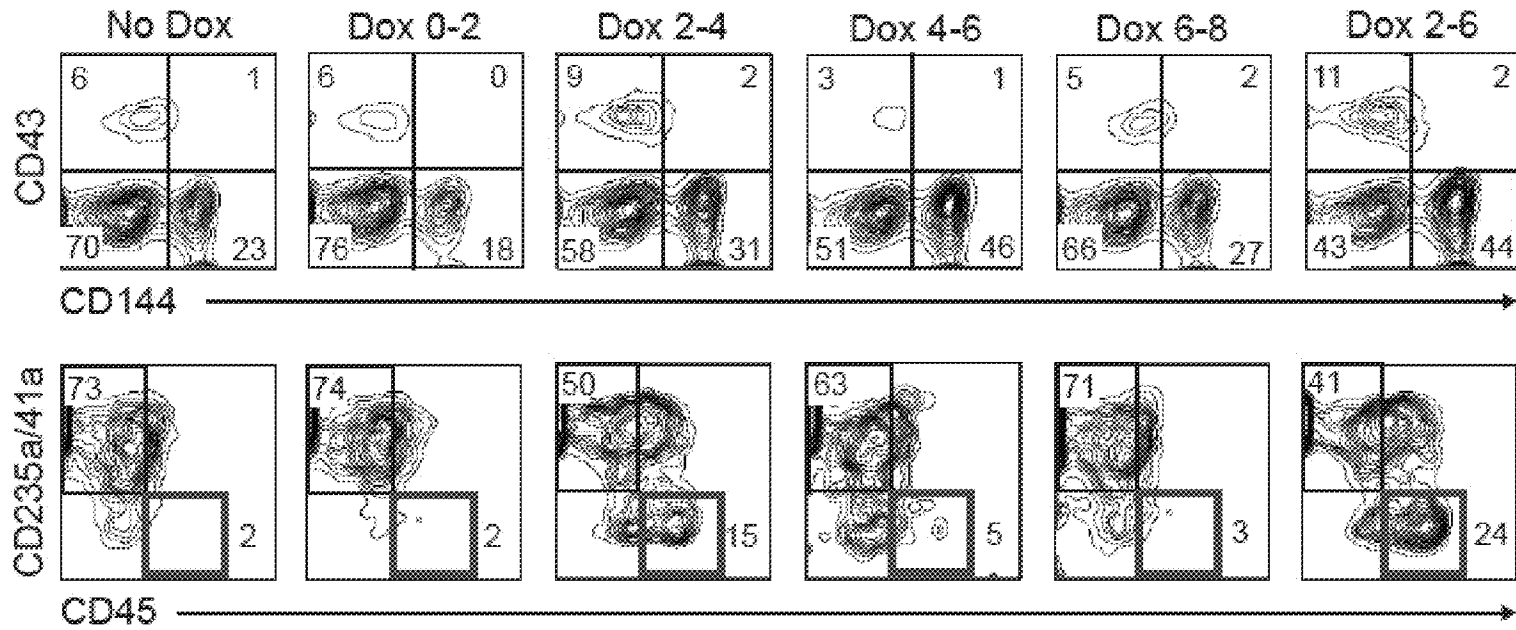 No Dox Dox 0-2 Dox 2-4 Dox 4-6 Dox 6-8 Dox 2-6
6 1 6 0 9 2 3 1 5 2 11 2
CD43
70 23 76 18 58 31 51 46 66 27 43 44
CD144
73 74 50 63 71 41
CD235a/41a
2 2 15 5 3 24
CD45